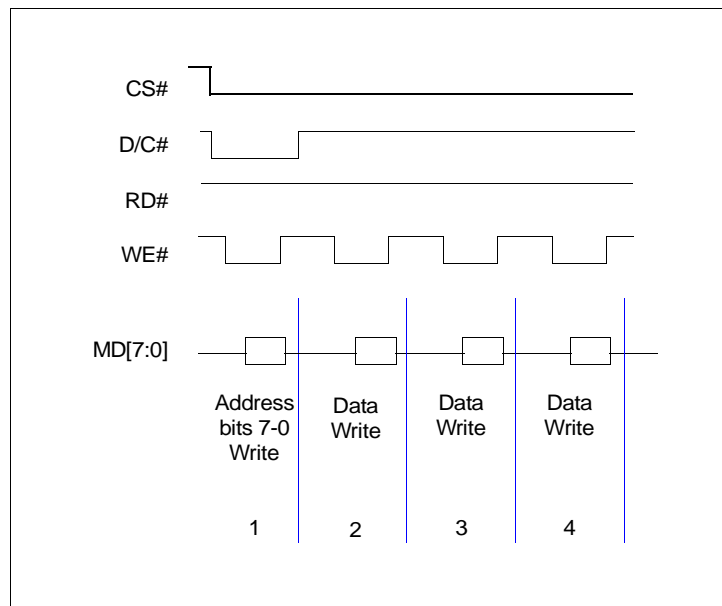 CS#
D/C#
RD#
WE#
MD[7:0]
Address
bits 7-0
Write
Data
Write
Data
Write
Data
Write
1
2
3
4